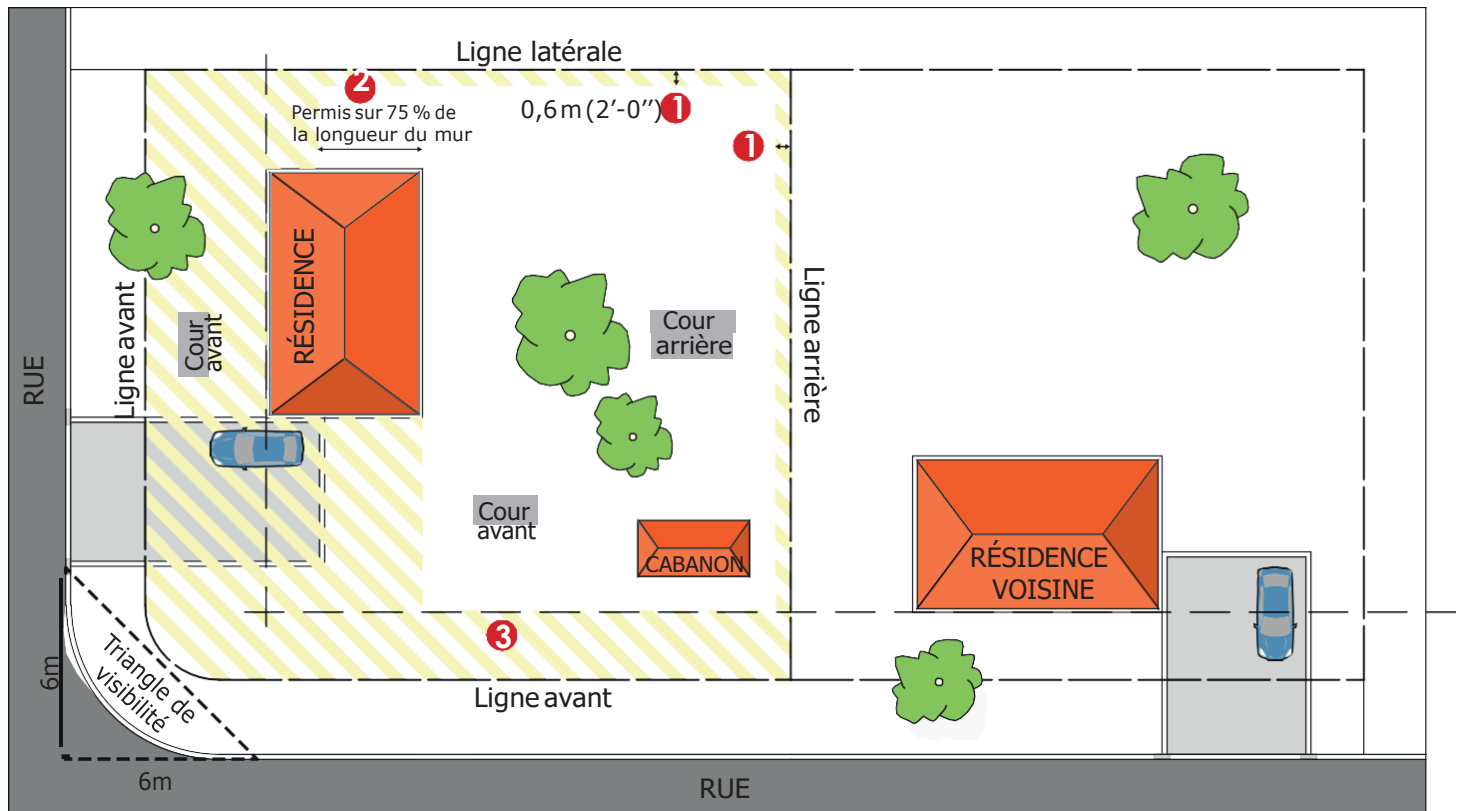 Ligne latérale
2
Permis sur 75 % de
la longueur du mur
0,6 m (2’-0’’)
1
1
RUE
Ligne avant
Cour
avant
RÉSIDENCE
Cour
arrière
Ligne arrière
Cour
avant
CABANON
RÉSIDENCE
VOISINE
3
Ligne avant
Triangle de
visibilité
6m
6m
RUE